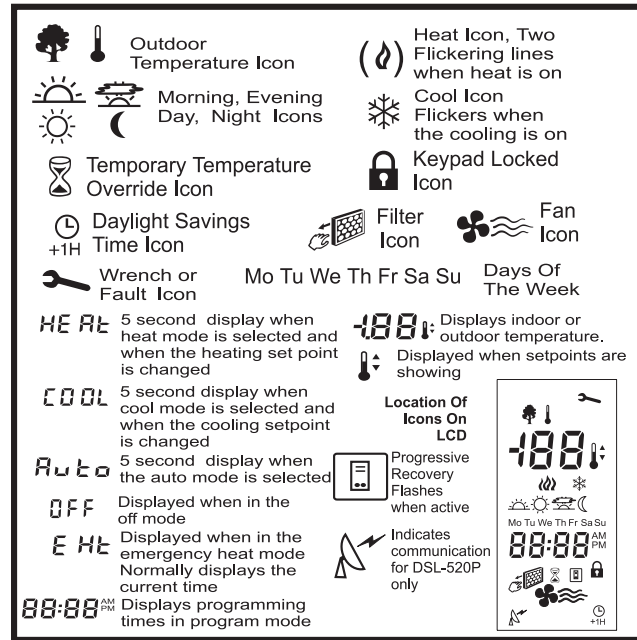 Outdoor
Temperature Icon
Heat Icon, Two
Flickering lines
when heat is on
Morning, Evening
Day, Night Icons
Cool Icon
Flickers when
the cooling is on
Temporary Temperature
Override Icon
Keypad Locked
Icon
+1H
Daylight Savings
Time Icon
Filter
Icon
Fan
Icon
Wrench or
Fault Icon
Mo Tu We Th Fr Sa Su
Days Of
The Week
HEAt
5 second display when
heat mode is selected and
when the heating set point
is changed
-188
Displays indoor or
outdoor temperature.
Displayed when setpoints are
showing
COOL
5 second display when
cool mode is selected and
when the cooling setpoint
is changed
Location Of
Icons On
LCD
Auto
5 second display when
the auto mode is selected
Progressive
Recovery
Flashes
when active
OFF
Displayed when in the
off mode
E Ht
Displayed when in the
emergency heat mode
Normally displays the
current time
Indicates
communication
for DSL-520P
only
88:88 AM PM
Displays programming
times in program mode
-188
Mo Tu We Th Fr Sa Su
88:88 AM PM
+1H